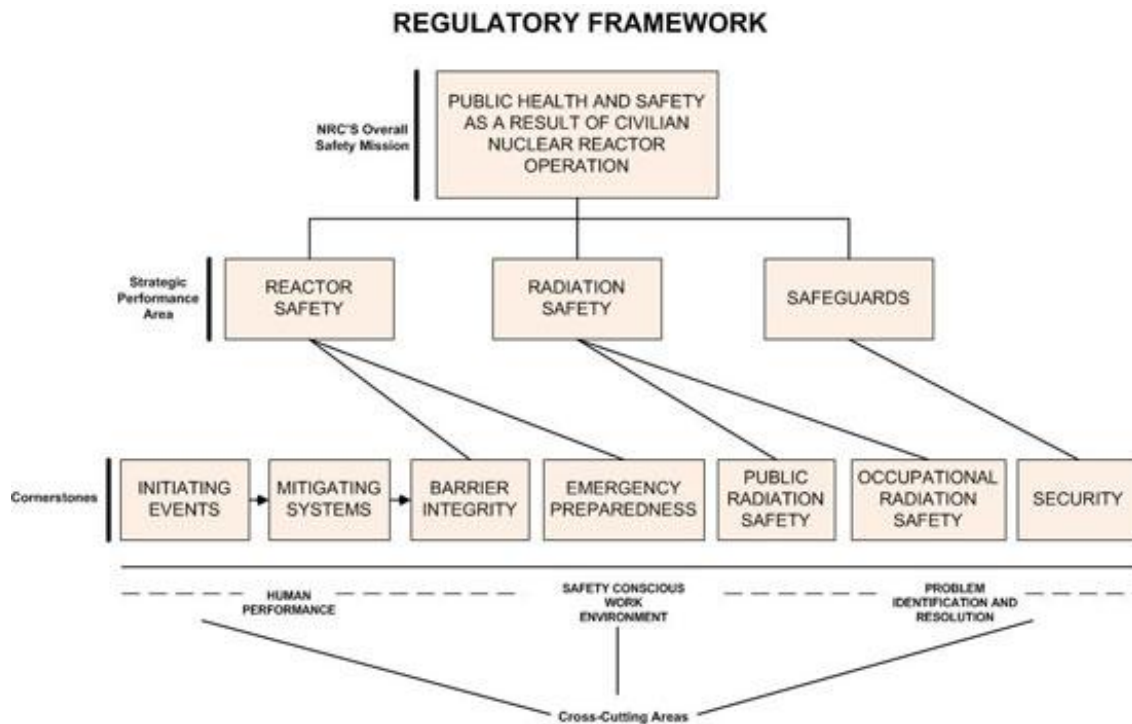 REGULATORY FRAMEWORK
NRC'S Overall
Safety Mission
PUBLIC HEALTH AND SAFETY
AS A RESULT OF CIVILIAN
NUCLEAR REACTOR
OPERATION
Strategic
Performance
Area
REACTOR
SAFETY
RADIATION
SAFETY
SAFEGUARDS
Cornerstones
INITIATING
EVENTS
MITIGATING
SYSTEMS
BARRIER
INTEGRITY
EMERGENCY
PREPAREDNESS
PUBLIC
RADIATION
SAFETY
OCCUPATIONAL
RADIATION
SAFETY
SECURITY
HUMAN
PERFORMANCE
SAFETY CONSCIOUS
WORK
ENVIRONMENT
PROBLEM
IDENTIFICATION AND
RESOLUTION
Cross-Cutting Areas